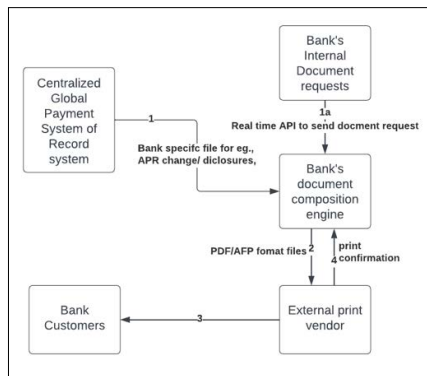 Bank's
Internal
Document
requests
Centralized
Global
Payment
System of
Record
system
1
1a
Real time API to send docment request
Bank specifc file for eg.,
APR change/ diclosures,
Bank's
document
composition
engine
PDF/AFP fomat files
2
print
confirmation
4
Bank
Customers
3
External print
vendor